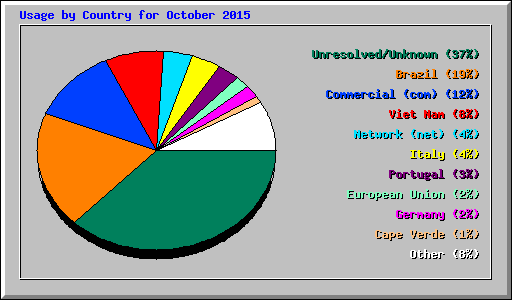 Usage by Country for October 2015
Unresolved/Unknown (37%)
Brazil (19%)
Commercial (com) (12%)
Viet Nam (8%)
Network (net) (4%)
Italy (4%)
Portugal (3%)
European Union (2%)
Germany (2%)
Cape Verde (1%)
Other (8%)